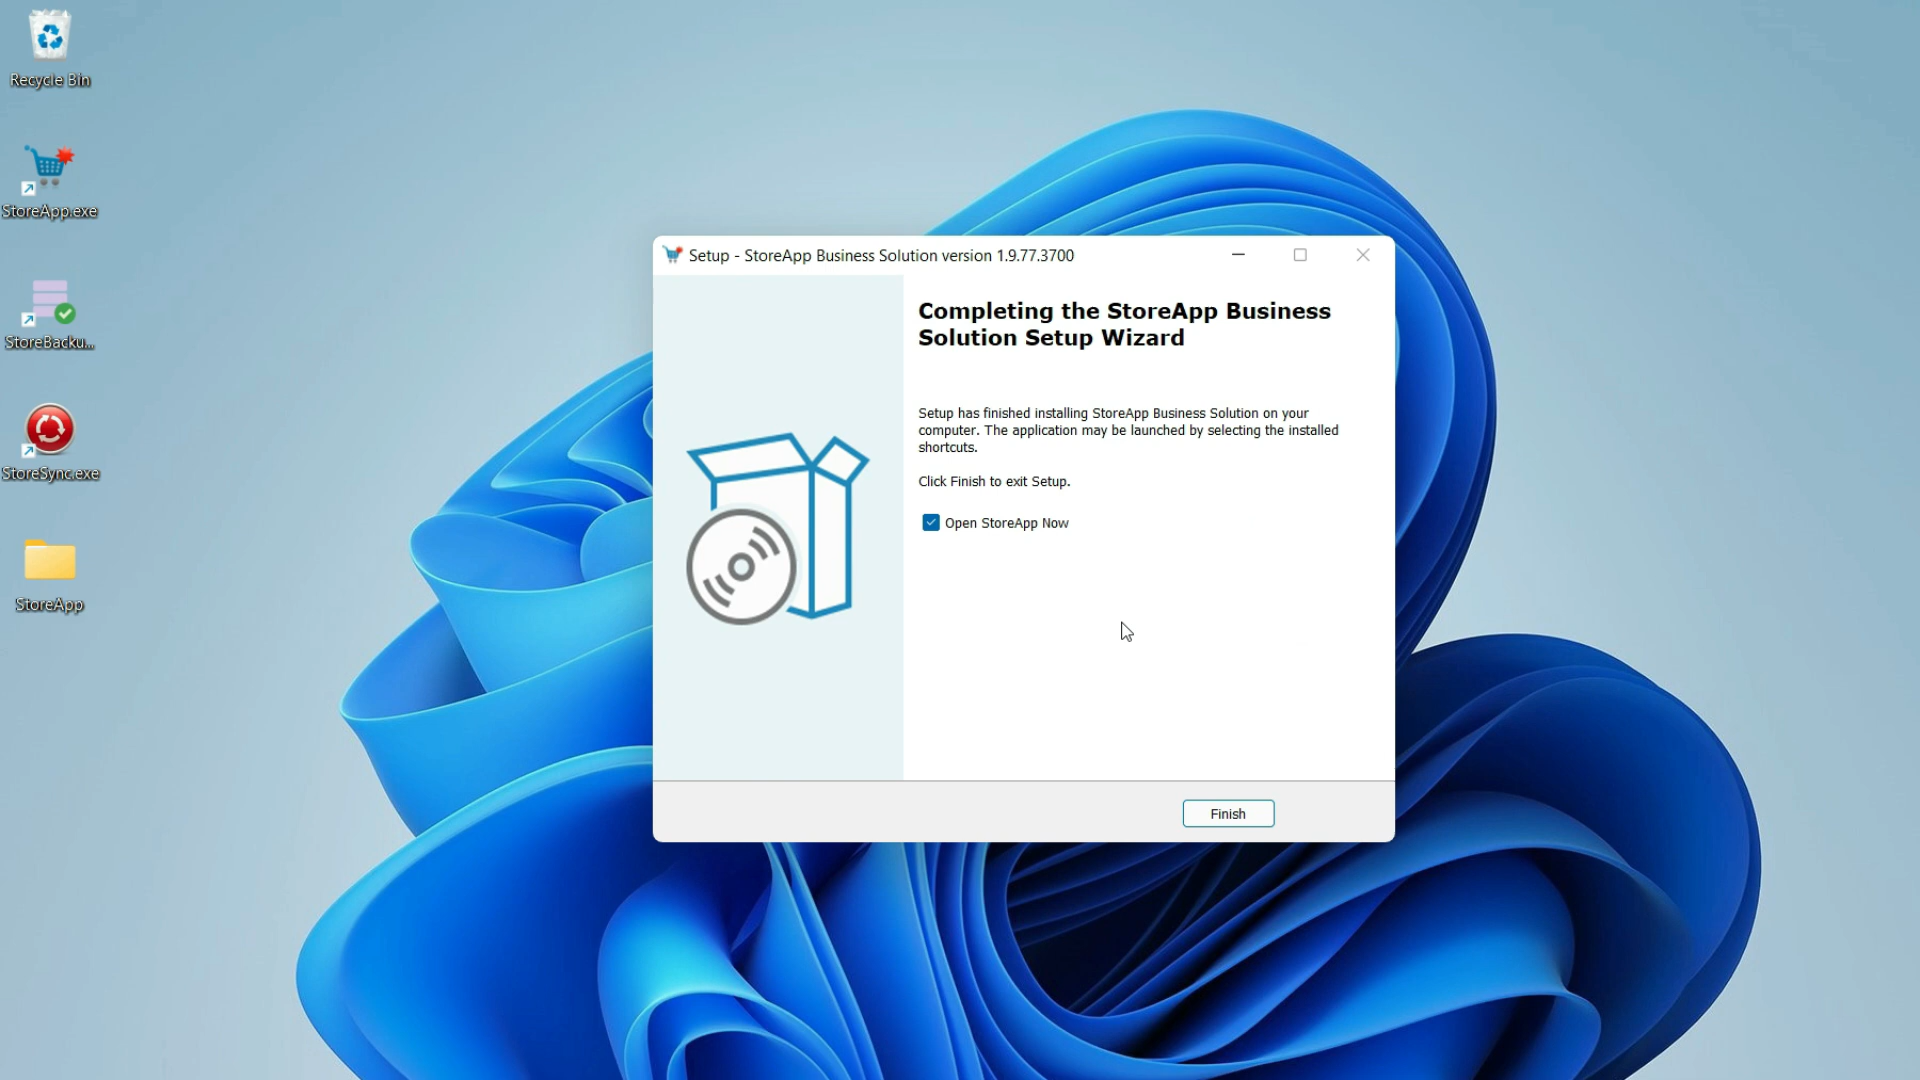 Recycle Bin
StoreApp.exe
StoreBacku...
StoreSync.exe
StoreApp
Setup - StoreApp Business Solution version 1.9.77.3700
Completing the StoreApp Business
Solution Setup Wizard
Setup has finished installing StoreApp Business Solution on your
computer. The application may be launched by selecting the installed
shortcuts.
Click Finish to exit Setup.
Open StoreApp Now
Finish